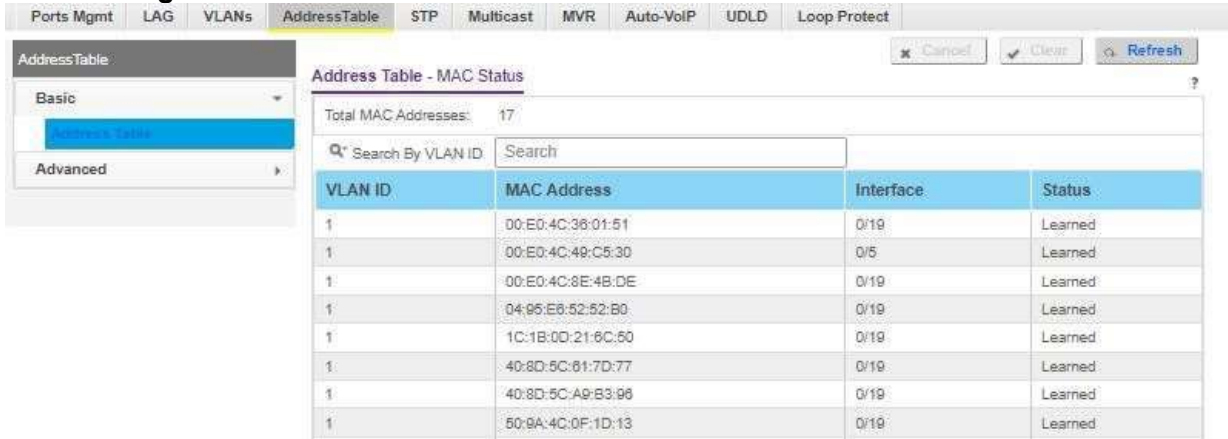 Ports Mgmt LAG VLANs AddressTable STP Multicast MVR Auto-VoIP UDLD Loop Protect
Cancel Clear Refresh
AddressTable
Address Table - MAC Status
?
Basic
Total MAC Addresses: 17
Address Table
Search By VLAN ID Search
Advanced
VLAN ID MAC Address Interface Status
1 00:E0:4C:36:01:51 0/19 Learned
1 00:E0:4C:49:C5:30 0/5 Learned
1 00:E0:4C:8E:4B:DE 0/19 Learned
1 04:95:E6:52:52:B0 0/19 Learned
1 1C:1B:0D:21:6C:50 0/19 Learned
1 40:8D:5C:61:7D:77 0/19 Learned
1 40:8D:5C:A9:B3:96 0/19 Learned
1 50:9A:4C:0F:1D:13 0/19 Learned